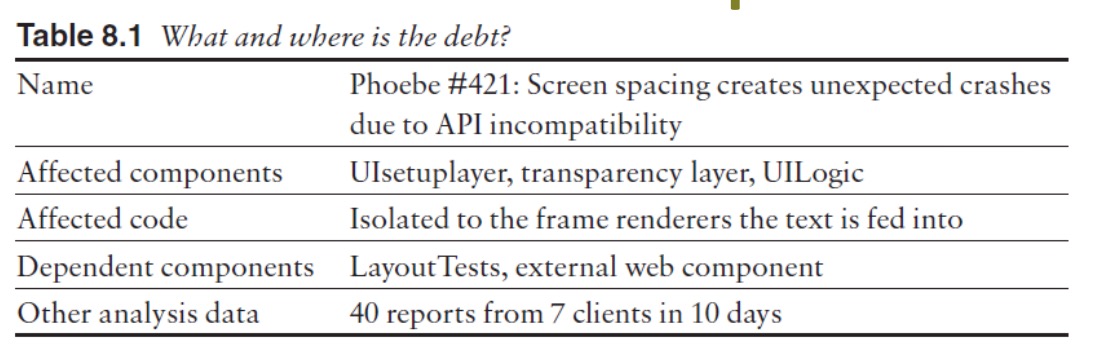 Table 8.1 What and where is the debt?
Name Phoebe #421: Screen spacing creates unexpected crashes
due to API incompatibility
Affected components UIsetuplayer, transparency layer, UILogic
Affected code Isolated to the frame renderers the text is fed into
Dependent components LayoutTests, external web component
Other analysis data 40 reports from 7 clients in 10 days